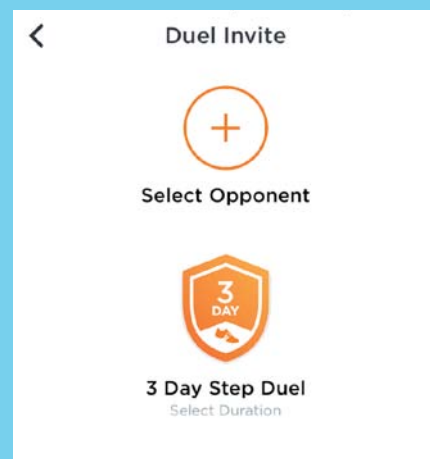 Duel Invite
Select Opponent
3
DAY
3 Day Step Duel
Select Duration